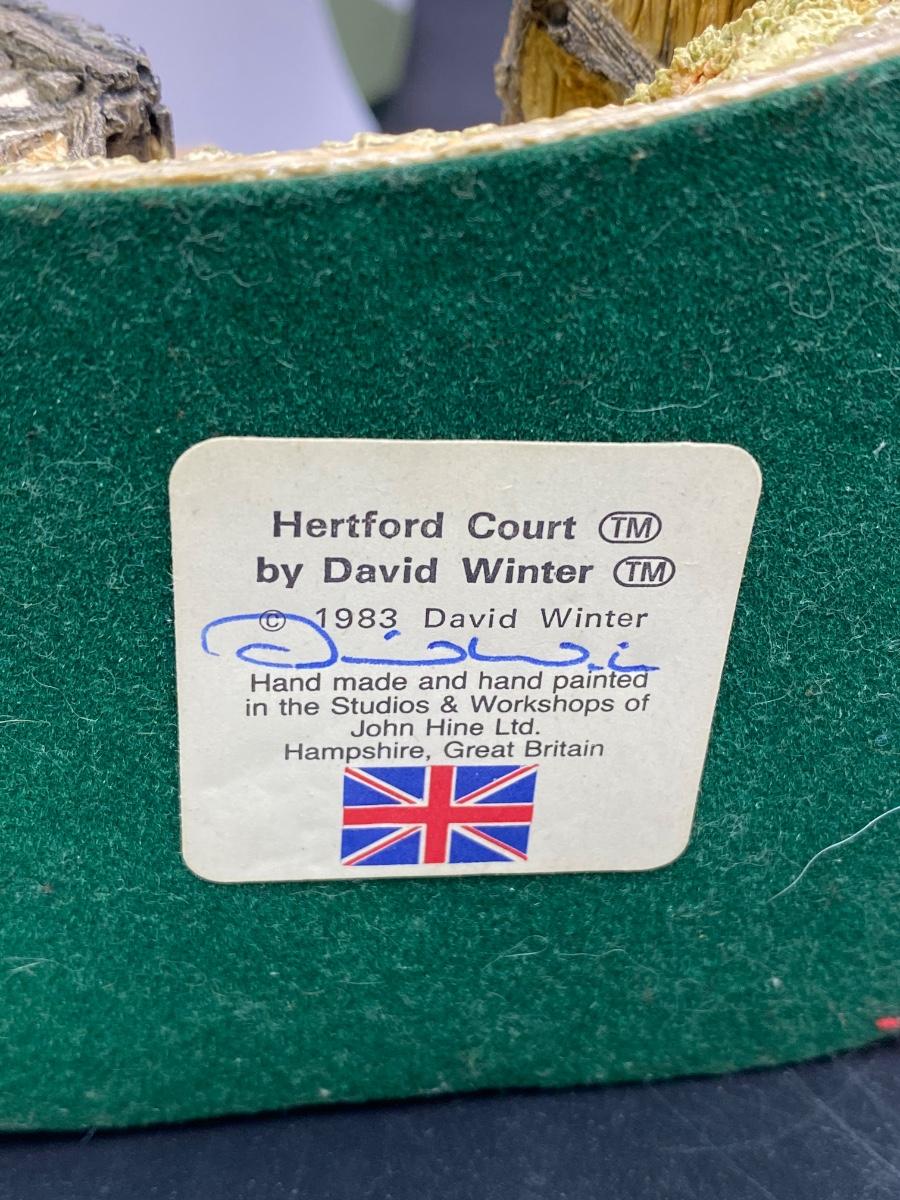 Hertford Court TM
by David Winter TM
© 1983 David Winter
Hand made and hand painted
in the Studios & Workshops of
John Hine Ltd.
Hampshire, Great Britain